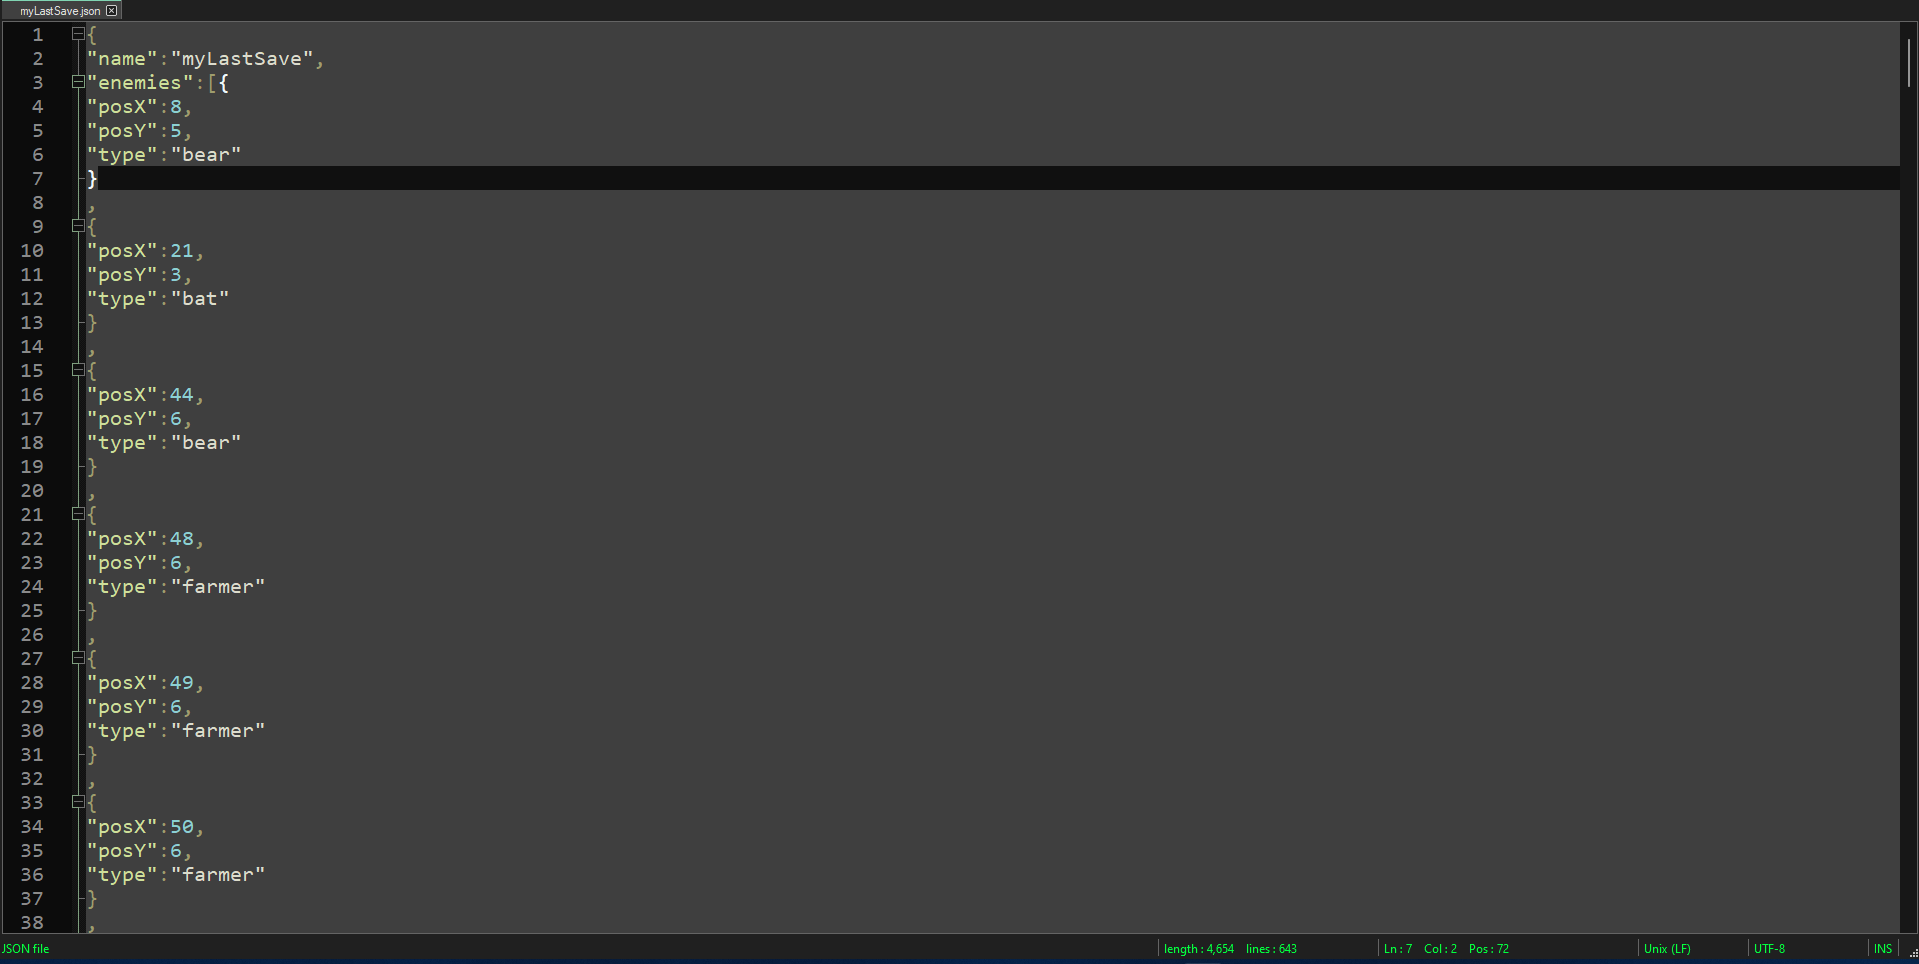 myLastSave.json
1 {
2 "name":"myLastSave",
3 "enemies":[{
4 "posX":8,
5 "posY":5,
6 "type":"bear"
7 }
8 ,
9 {
10 "posX":21,
11 "posY":3,
12 "type":"bat"
13 }
14 ,
15 {
16 "posX":44,
17 "posY":6,
18 "type":"bear"
19 }
20 ,
21 {
22 "posX":48,
23 "posY":6,
24 "type":"farmer"
25 }
26 ,
27 {
28 "posX":49,
29 "posY":6,
30 "type":"farmer"
31 }
32 ,
33 {
34 "posX":50,
35 "posY":6,
36 "type":"farmer"
37 }
38 ,
JSON file length : 4,654 lines : 643 Ln : 7 Col : 2 Pos : 72 Unix (LF) UTF-8 INS